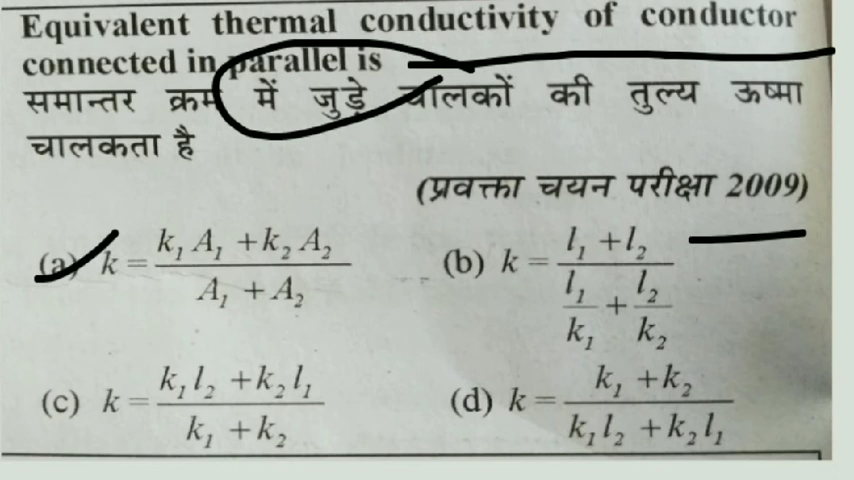 Equivalent thermal conductivity of conductor
connected in parallel is
समान्तर क्रम में जुड़े चालकों की तुल्य ऊष्मा
चालकता है
(प्रवक्ता चयन परीक्षा 2009)
(a) k = (k₁A₁ + k₂A₂) / (A₁ + A₂) (b) k = (l₁ + l₂) / (l₁/k₁ + l₂/k₂)
(c) k = (k₁l₂ + k₂l₁) / (k₁ + k₂) (d) k = (k₁ + k₂) / (k₁l₂ + k₂l₁)